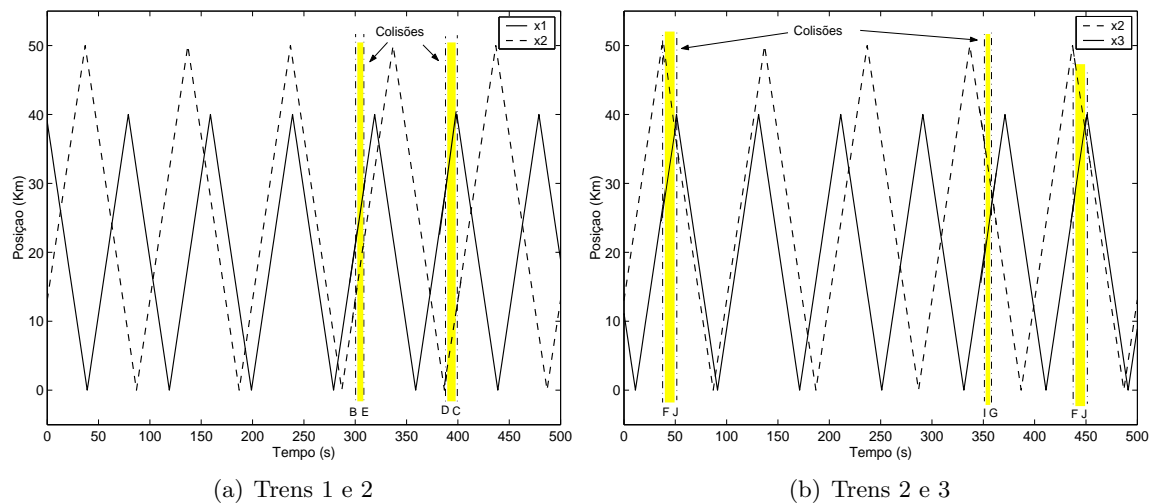 Colisões
x1
x2
50
40
30
20
10
0
Posiçao (Km)
B E D C
0 50 100 150 200 250 300 350 400 450 500
Tempo (s)
(a) Trens 1 e 2
Colisões
x2
x3
50
40
30
20
10
0
Posiçao (Km)
F J I G F J
0 50 100 150 200 250 300 350 400 450 500
Tempo (s)
(b) Trens 2 e 3